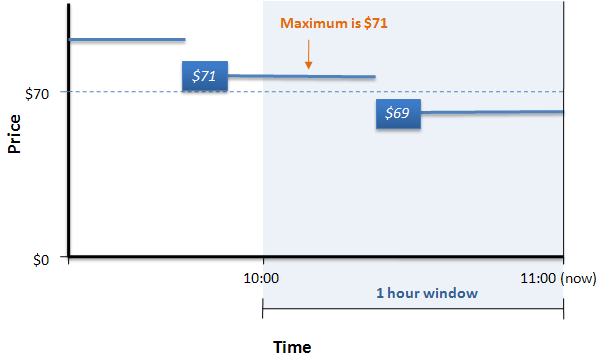 Maximum is $71
$71
$70
$69
Price
$0
10:00
11:00 (now)
1 hour window
Time